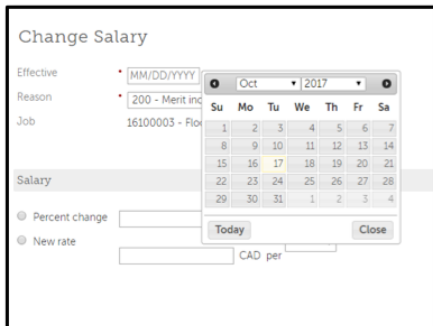 Change Salary
Effective * MM/DD/YYYY
Reason * 200 - Merit inc
Job 16100003 - Floo
Oct 2017
Su Mo Tu We Th Fr Sa
1 2 3 4 5 6 7
8 9 10 11 12 13 14
15 16 17 18 19 20 21
22 23 24 25 26 27 28
29 30 31 1 2 3 4
Today Close
Salary
Percent change
New rate
CAD per